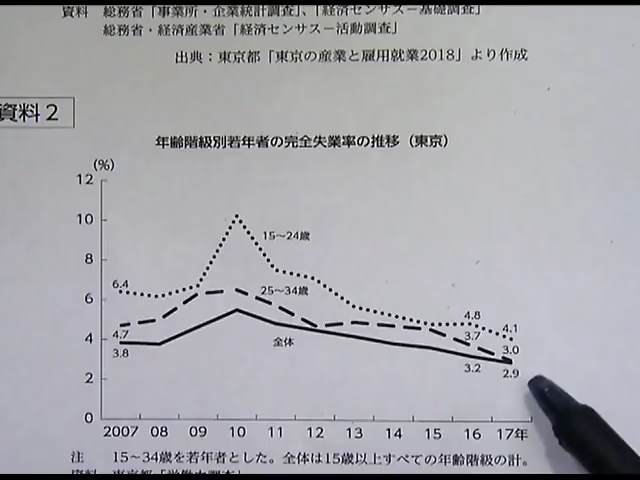 資料 総務省「事業所・企業統計調査」、「経済センサス－基礎調査」
総務省・経済産業省「経済センサス－活動調査」
出典：東京都「東京の産業と雇用就業2018」より作成
資料2
年齢階級別若年者の完全失業率の推移（東京）
(%)
12
10
8
6
4
2
0
15〜24歳
25〜34歳
全体
6.4
4.7
3.8
4.8
3.7
3.2
4.1
3.0
2.9
2007 08 09 10 11 12 13 14 15 16 17年
注 15〜34歳を若年者とした。全体は15歳以上すべての年齢階級の計。
資料 東京都「労働力調査」